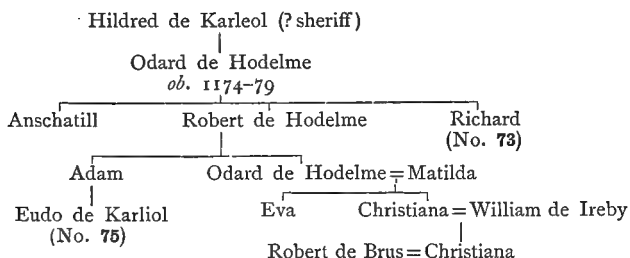 Hildred de Karleol (? sheriff)
Odard de Hodelme
ob. 1174-79
Anschatill Robert de Hodelme Richard
(No. 73)
Adam Odard de Hodelme = Matilda
Eudo de Karliol Eva Christiana = William de Ireby
(No. 75)
Robert de Brus = Christiana